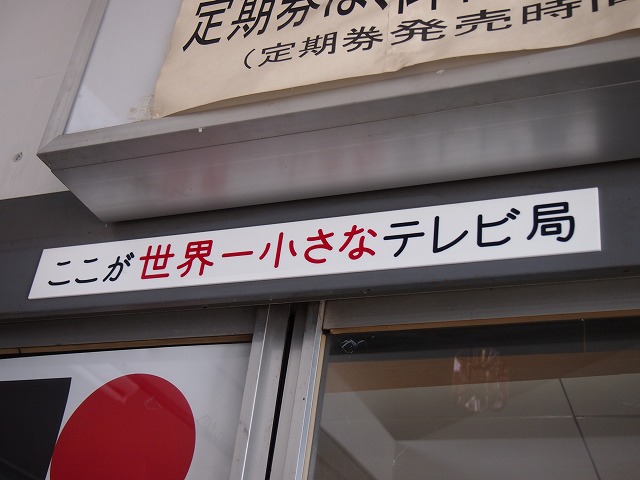 定期券は、
(定期券発売時間
ここが世界一小さなテレビ局